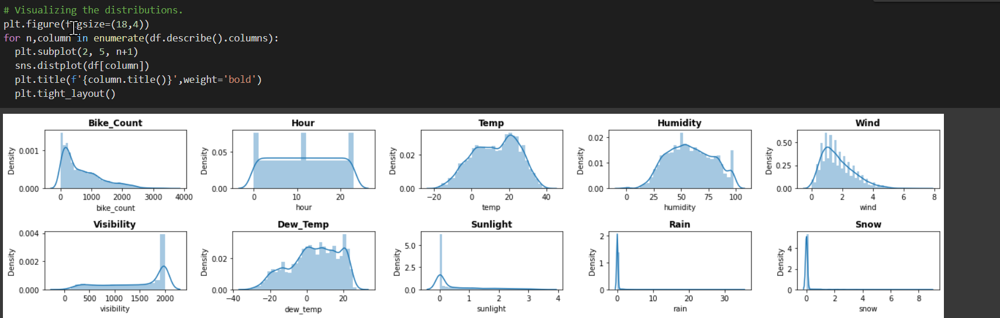 # Visualizing the distributions.
plt.figure(figsize=(18,4))
for n,column in enumerate(df.describe().columns):
  plt.subplot(2, 5, n+1)
  sns.distplot(df[column])
  plt.title(f'{column.title()}',weight='bold')
  plt.tight_layout()
Bike_Count
Density
0.001
0.000
0 1000 2000 3000 4000
bike_count
Hour
Density
0.05
0.00
0 10 20
hour
Temp
Density
0.02
0.00
−20 0 20 40
temp
Humidity
Density
0.02
0.01
0.00
0 25 50 75 100
humidity
Wind
Density
0.50
0.25
0.00
0 2 4 6 8
wind
Visibility
Density
0.004
0.002
0.000
0 500 1000 1500 2000
visibility
Dew_Temp
Density
0.02
0.00
−40 −20 0 20
dew_temp
Sunlight
Density
5.0
2.5
0.0
0 1 2 3 4
sunlight
Rain
Density
2
1
0
0 10 20 30
rain
Snow
Density
4
2
0
0 2 4 6 8
snow